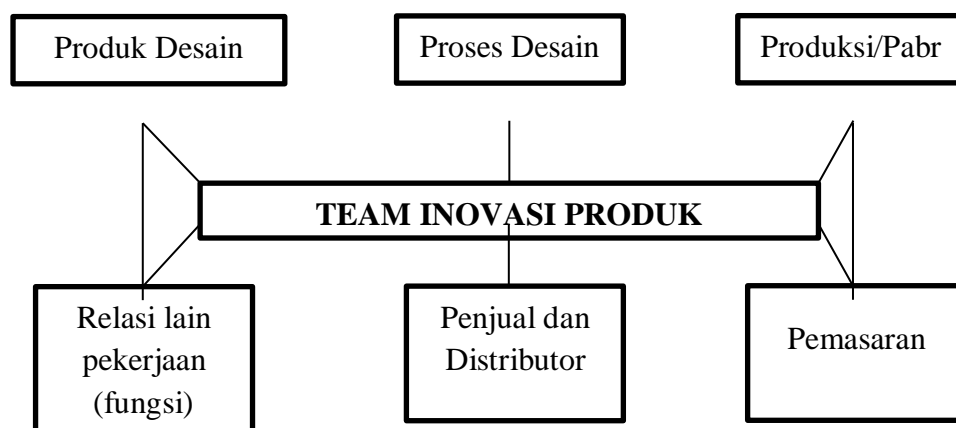 Produk Desain
Proses Desain
Produksi/Pabr
TEAM INOVASI PRODUK
Relasi lain
pekerjaan
(fungsi)
Penjual dan
Distributor
Pemasaran